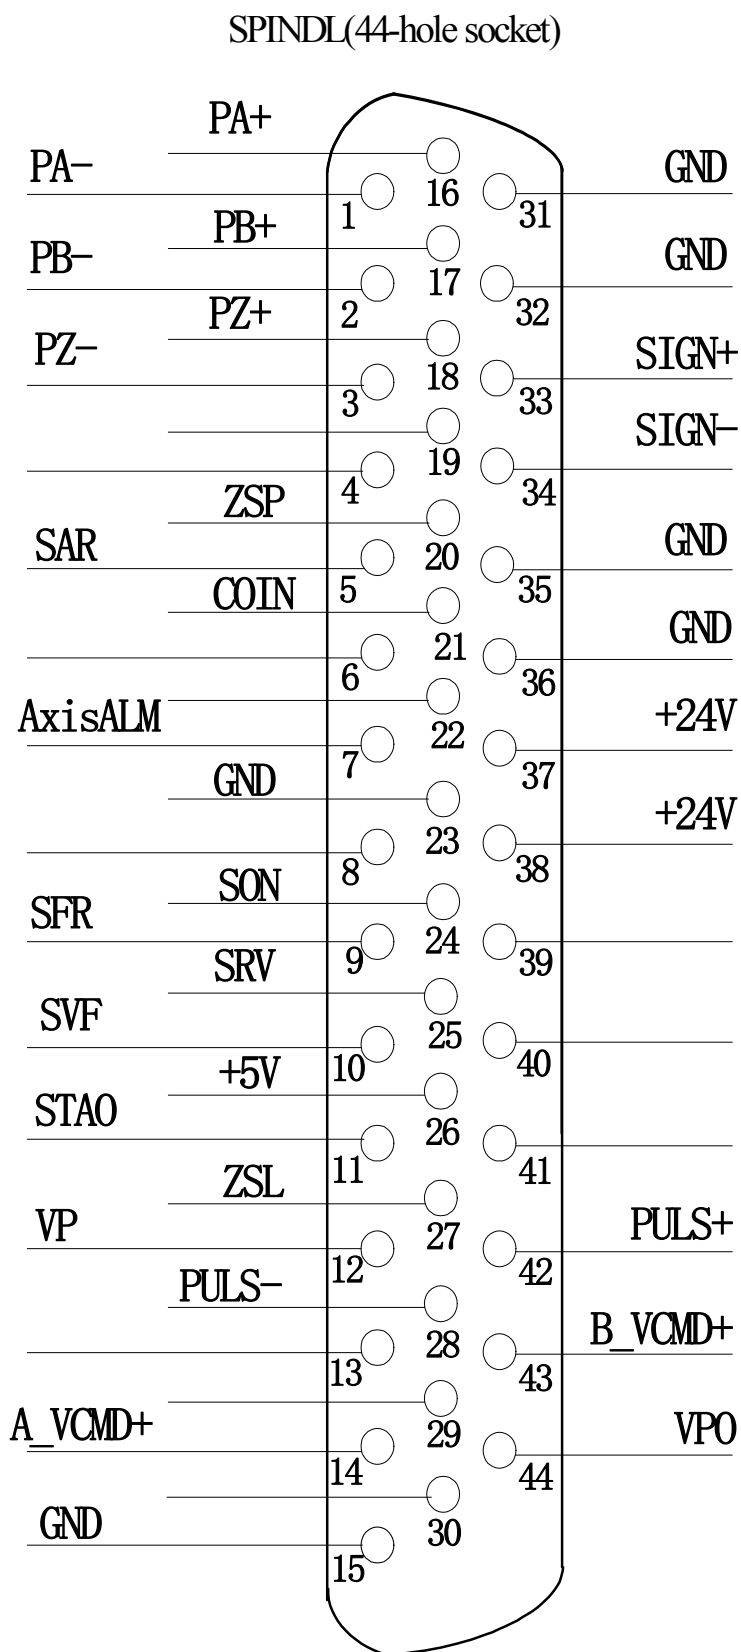 SPINDL(44-hole socket)
PA+
PA-
GND
16
1
31
PB+
PB-
GND
17
2
32
PZ+
PZ-
SIGN+
18
3
33
SIGN-
19
4
34
ZSP
SAR
GND
20
5
35
COIN
GND
21
6
36
AxisALM
+24V
22
7
37
GND
+24V
23
8
38
SON
SFR
24
9
39
SRV
SVF
25
10
40
+5V
STAO
26
11
41
ZSL
VP
PULS+
27
12
42
PULS-
B_VCMD+
28
13
43
A_VCMD+
VPO
29
14
44
GND
30
15